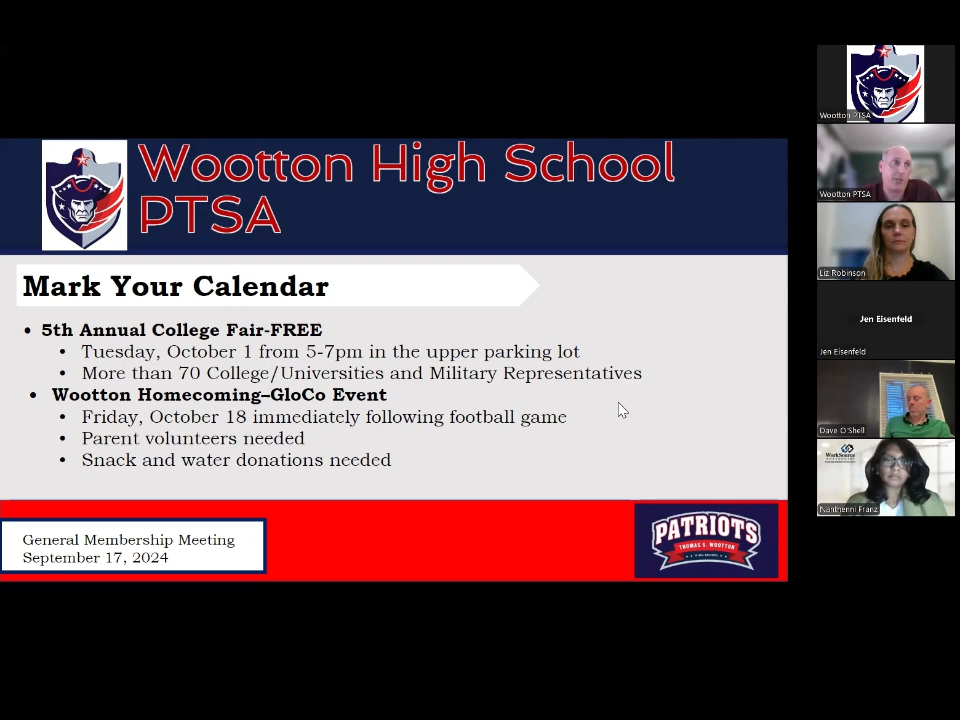 Wootton High School
PTSA
Mark Your Calendar
• 5th Annual College Fair-FREE
• Tuesday, October 1 from 5-7pm in the upper parking lot
• More than 70 College/Universities and Military Representatives
• Wootton Homecoming–GloCo Event
• Friday, October 18 immediately following football game
• Parent volunteers needed
• Snack and water donations needed
General Membership Meeting
September 17, 2024
PATRIOTS
THOMAS S. WOOTTON
Wootton PTSA
Wootton PTSA
Liz Robinson
Jen Eisenfeld
Jen Eisenfeld
Dave O'Shell
WorkSource
Nanthenni Franz